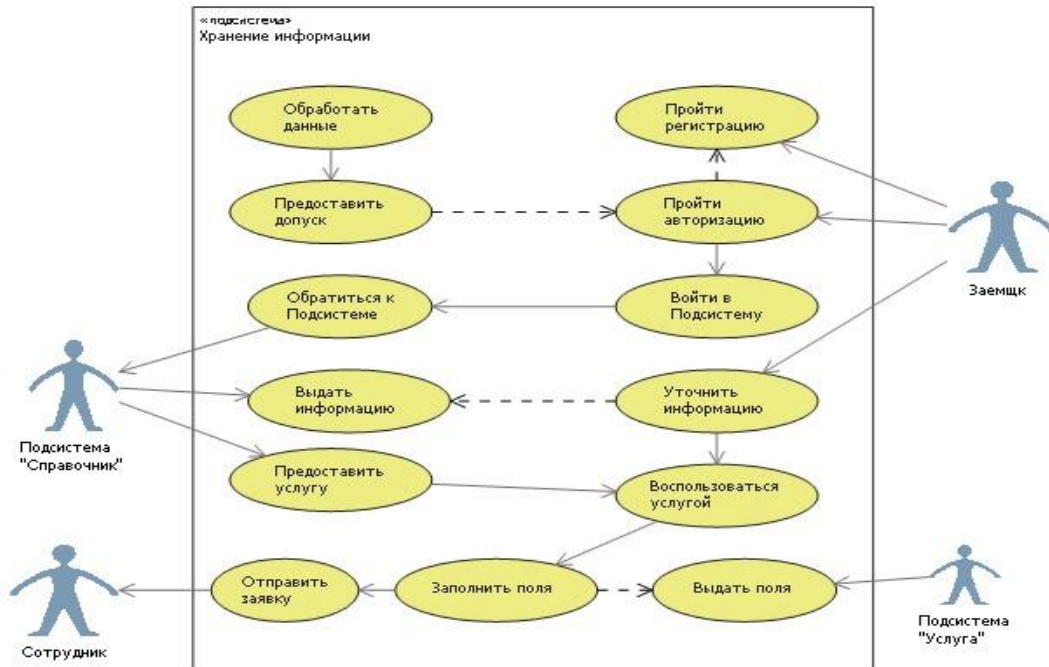 «подсистема»
Хранение информации
Обработать
данные
Пройти
регистрацию
Предоставить
допуск
Пройти
авторизацию
Заемщк
Обратиться к
Подсистеме
Войти в
Подсистему
Выдать
информацию
Уточнить
информацию
Подсистема
"Справочник"
Предоставить
услугу
Воспользоваться
услугой
Отправить
заявку
Заполнить поля
Выдать поля
Сотрудник
Подсистема
"Услуга"